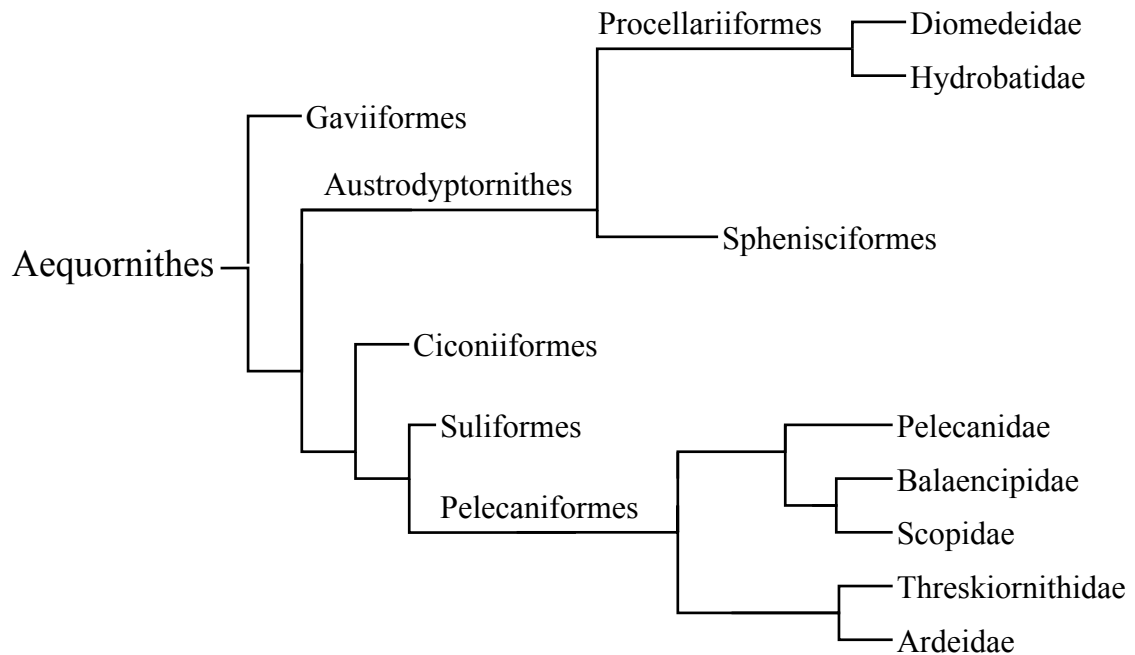 Procellariiformes
Diomedeidae
Hydrobatidae
Gaviiformes
Austrodyptornithes
Sphenisciformes
Aequornithes
Ciconiiformes
Suliformes
Pelecanidae
Balaencipidae
Pelecaniformes
Scopidae
Threskiornithidae
Ardeidae